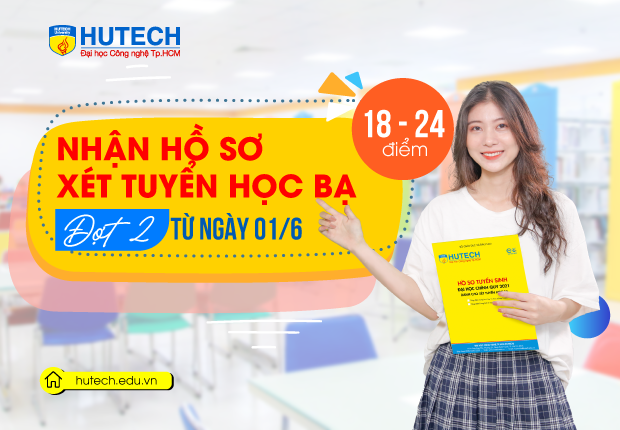 HUTECH
Đại học Công nghệ Tp.HCM
18 - 24
điểm
NHẬN HỒ SƠ
XÉT TUYỂN HỌC BẠ
Đợt 2 TỪ NGÀY 01/6
HUTECH
HỒ SƠ TUYỂN SINH
ĐẠI HỌC CHÍNH QUY 2021
hutech.edu.vn